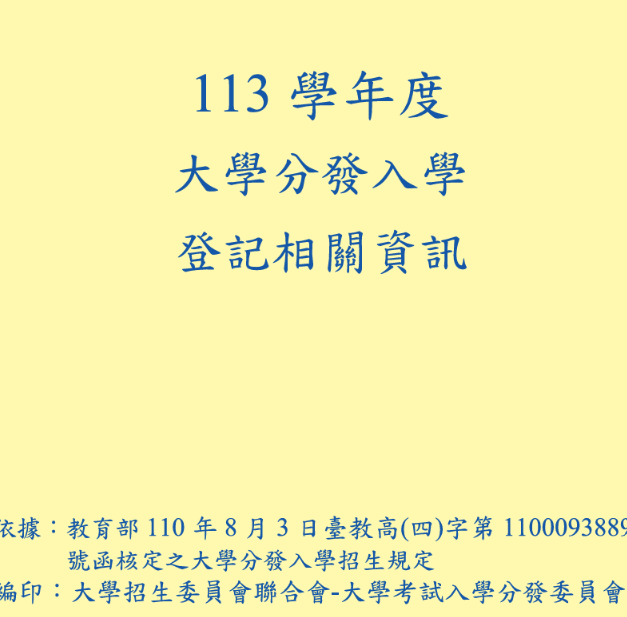 113 學年度
大學分發入學
登記相關資訊
依據：教育部 110 年 8 月 3 日臺教高(四)字第 1100093889
號函核定之大學分發入學招生規定
編印：大學招生委員會聯合會-大學考試入學分發委員會